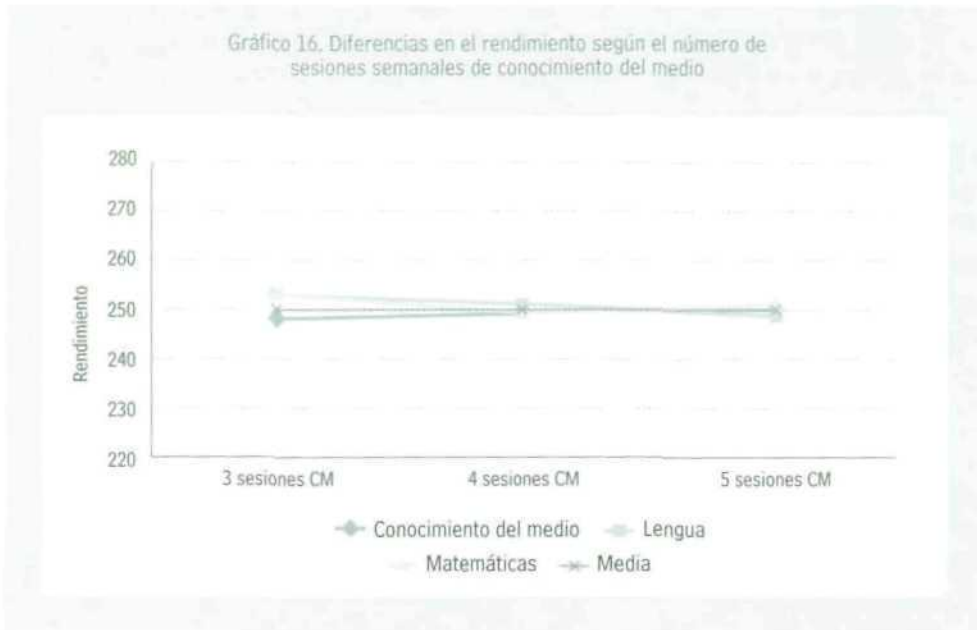 Gráfico 16. Diferencias en el rendimiento según el número de
sesiones semanales de conocimiento del medio
280
270
260
250
240
230
220
Rendimiento
3 sesiones CM
4 sesiones CM
5 sesiones CM
Conocimiento del medio
Lengua
Matemáticas
Media